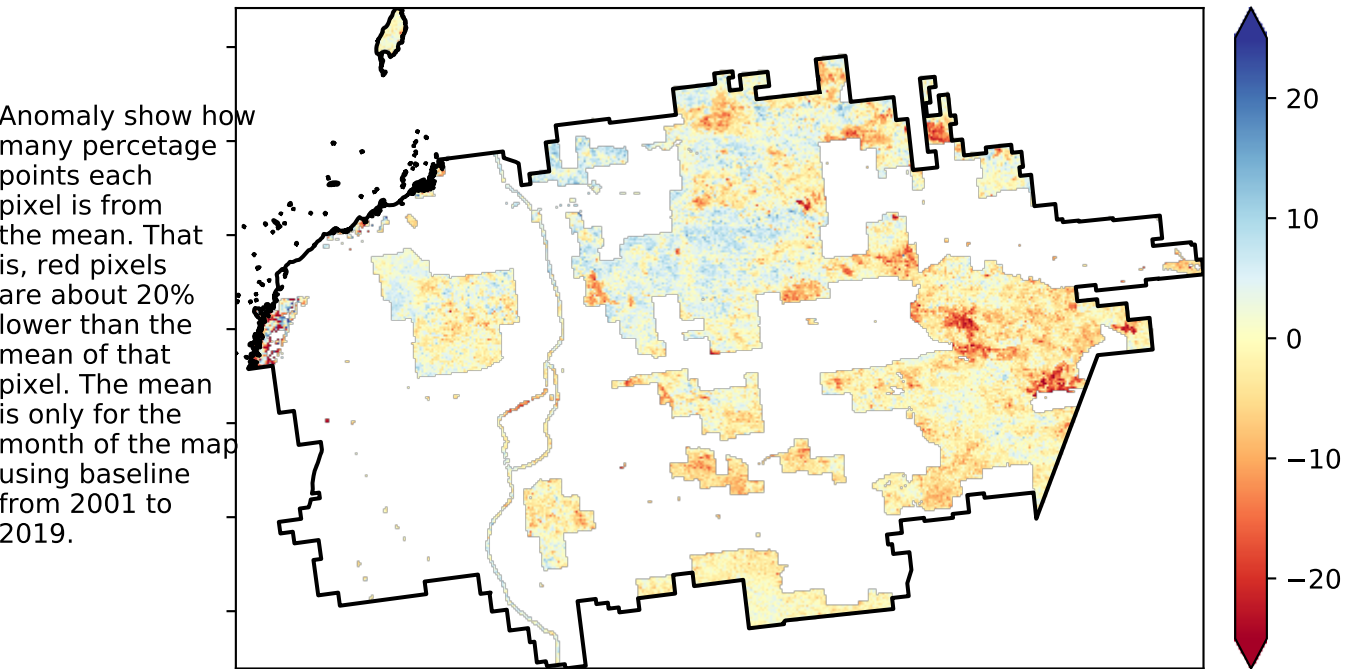 Anomaly show how
many percetage
points each
pixel is from
the mean. That
is, red pixels
are about 20%
lower than the
mean of that
pixel. The mean
is only for the
month of the map
using baseline
from 2001 to
2019.
20
10
0
−10
−20